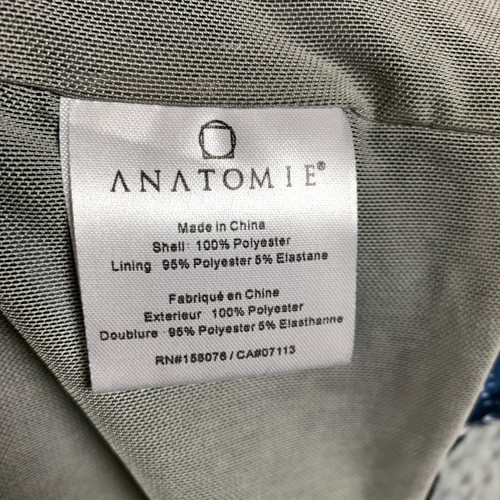 ANATOMIE®
Made in China
Shell: 100% Polyester
Lining 95% Polyester 5% Elastane
Fabriqué en Chine
Exterieur 100% Polyester
Doublure 95% Polyester 5% Elasthanne
RN#158076 / CA#07113